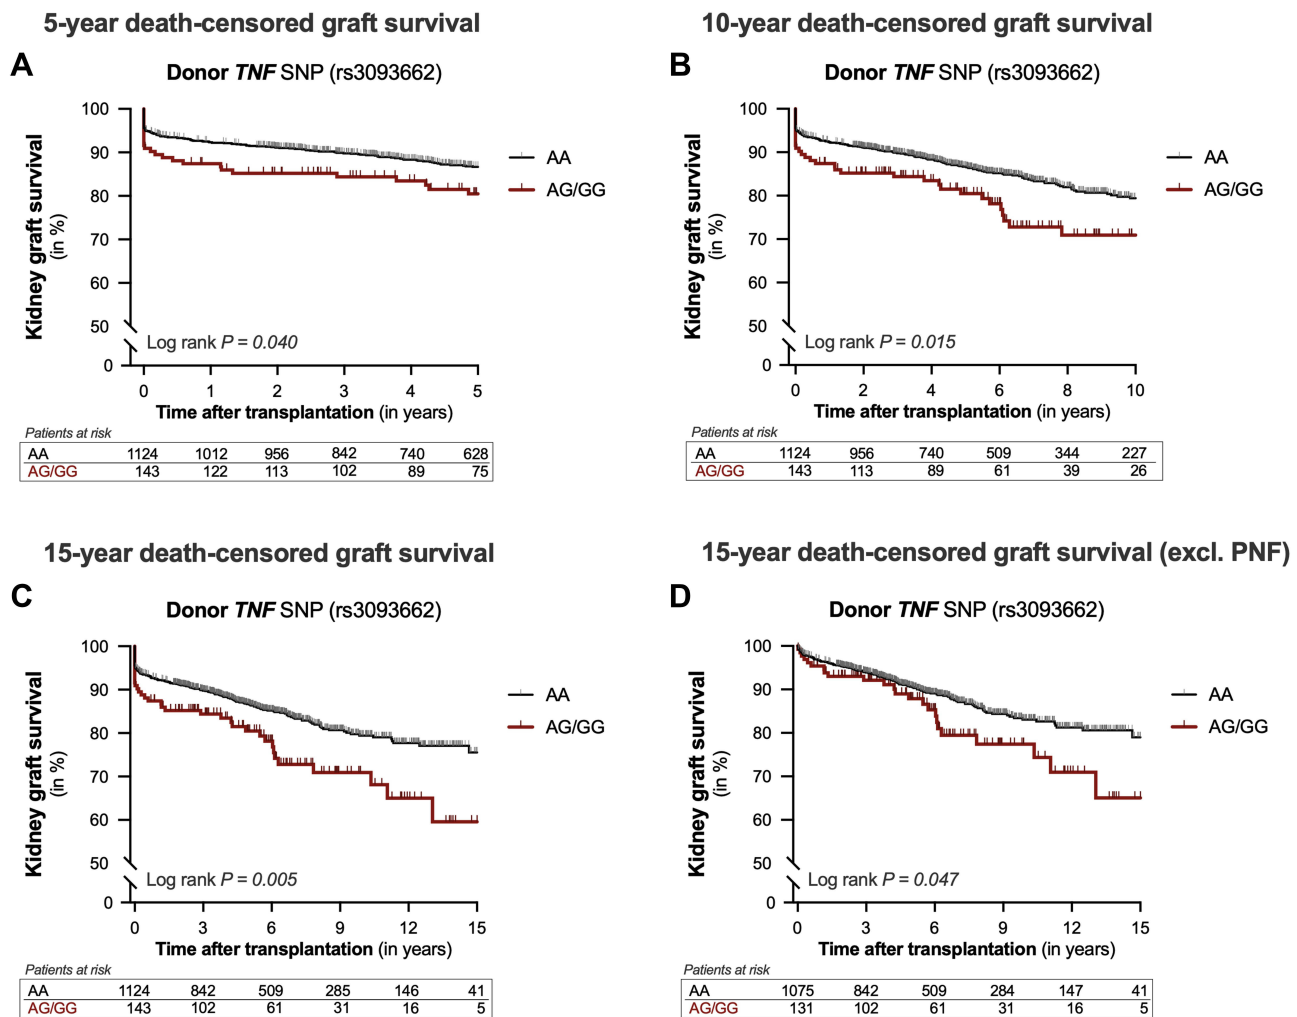 5-year death-censored graft survival
A
Donor TNF SNP (rs3093662)
Kidney graft survival
(in %)
100
90
80
70
60
50
0
AA
AG/GG
Log rank P = 0.040
0 1 2 3 4 5
Time after transplantation (in years)
Patients at risk
AA 1124 1012 956 842 740 628
AG/GG 143 122 113 102 89 75
10-year death-censored graft survival
B
Donor TNF SNP (rs3093662)
Kidney graft survival
(in %)
100
90
80
70
60
50
0
AA
AG/GG
Log rank P = 0.015
0 2 4 6 8 10
Time after transplantation (in years)
Patients at risk
AA 1124 956 740 509 344 227
AG/GG 143 113 89 61 39 26
15-year death-censored graft survival
C
Donor TNF SNP (rs3093662)
Kidney graft survival
(in %)
100
90
80
70
60
50
0
AA
AG/GG
Log rank P = 0.005
0 3 6 9 12 15
Time after transplantation (in years)
Patients at risk
AA 1124 842 509 285 146 41
AG/GG 143 102 61 31 16 5
15-year death-censored graft survival (excl. PNF)
D
Donor TNF SNP (rs3093662)
Kidney graft survival
(in %)
100
90
80
70
60
50
0
AA
AG/GG
Log rank P = 0.047
0 3 6 9 12 15
Time after transplantation (in years)
Patients at risk
AA 1075 842 509 284 147 41
AG/GG 131 102 61 31 16 5